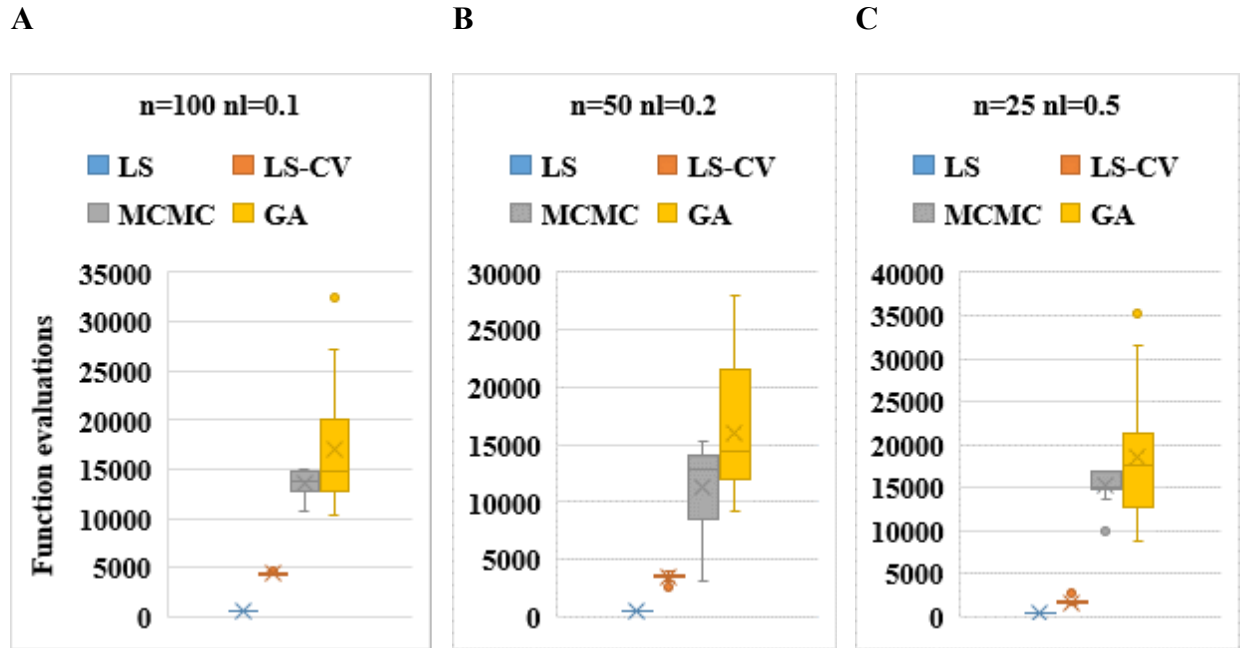 A
B
C
n=100 nl=0.1
LS
LS-CV
MCMC
GA
35000
30000
25000
20000
15000
10000
5000
0
Function evaluations
n=50 nl=0.2
LS
LS-CV
MCMC
GA
30000
25000
20000
15000
10000
5000
0
n=25 nl=0.5
LS
LS-CV
MCMC
GA
40000
35000
30000
25000
20000
15000
10000
5000
0